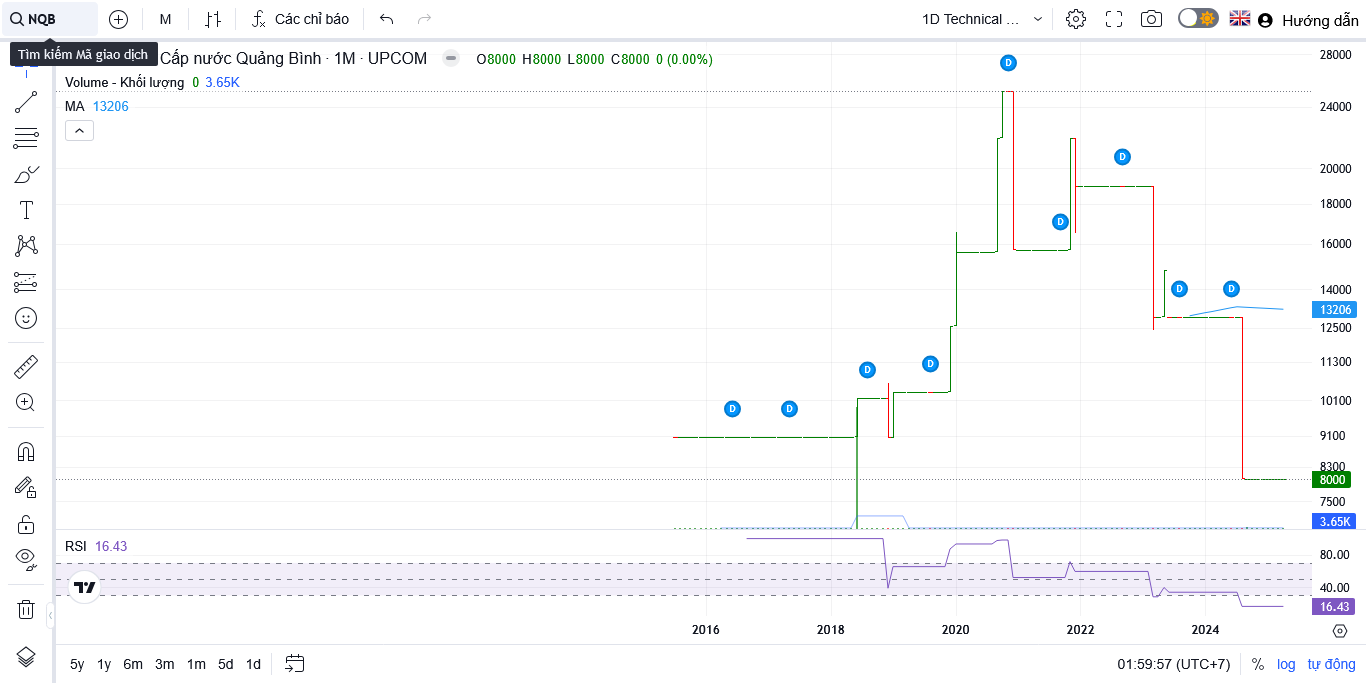 NQB
M
Các chỉ báo
1D Technical ...
Hướng dẫn
Tìm kiếm Mã giao dịch
Cấp nước Quảng Bình · 1M · UPCOM
O8000 H8000 L8000 C8000 0 (0.00%)
Volume - Khối lượng 0 3.65K
MA 13206
D
D
D
D
D
D
D
D
D
28000
24000
20000
18000
16000
14000
13206
12500
11300
10100
9100
8300
8000
7500
3.65K
RSI 16.43
80.00
40.00
16.43
2016 2018 2020 2022 2024
5y 1y 6m 3m 1m 5d 1d
01:59:57 (UTC+7) % log tự động